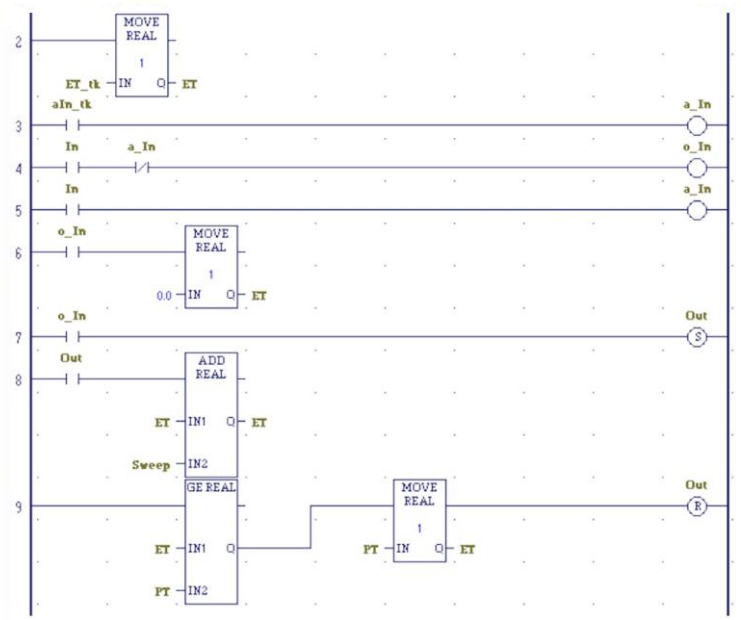 2
MOVE
REAL
1
ET_tk IN Q ET
3
aIn_tk a_In
4
In a_In o_In
5
In a_In
6
o_In
MOVE
REAL
1
0.0 IN Q ET
7
o_In Out
S
8
Out
ADD
REAL
ET IN1 Q ET
Sweep IN2
9
GE REAL
MOVE
REAL
1
Out
R
ET IN1 Q PT IN Q ET
PT IN2